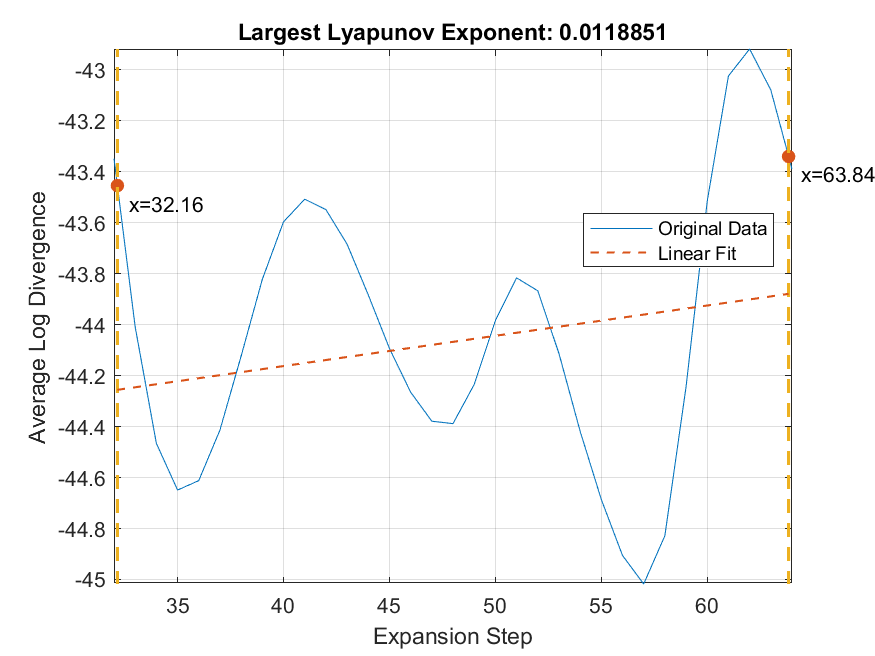 Largest Lyapunov Exponent: 0.0118851
Average Log Divergence
-43
-43.2
-43.4
-43.6
-43.8
-44
-44.2
-44.4
-44.6
-44.8
-45
x=32.16
x=63.84
Original Data
Linear Fit
35 40 45 50 55 60
Expansion Step